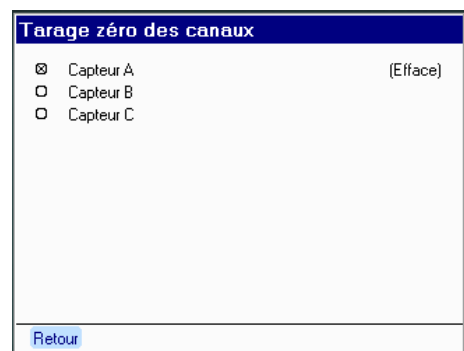 Tarage zéro des canaux
Capteur A (Efface)
Capteur B
Capteur C
Retour